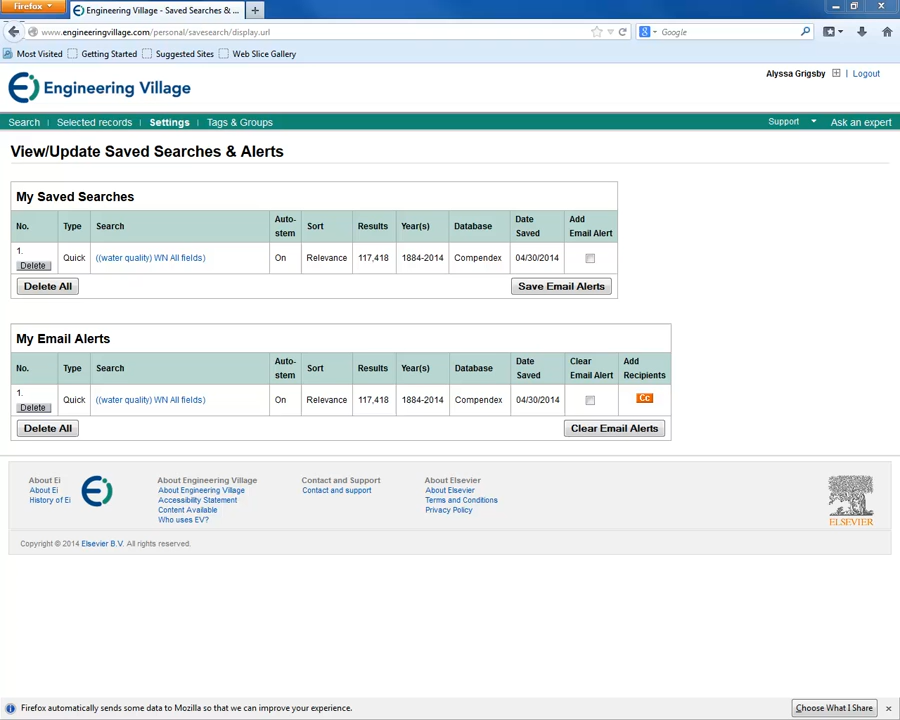 Firefox
Engineering Village - Saved Searches & ...
www.engineeringvillage.com/personal/savesearch/display.url
Google
Most Visited Getting Started Suggested Sites Web Slice Gallery
Engineering Village
Alyssa Grigsby | Logout
Search | Selected records | Settings | Tags & Groups
Support Ask an expert
View/Update Saved Searches & Alerts
My Saved Searches
No. Type Search Auto-stem Sort Results Year(s) Database Date Saved Add Email Alert
1. Quick ((water quality) WN All fields) On Relevance 117,418 1884-2014 Compendex 04/30/2014
Delete
Delete All Save Email Alerts
My Email Alerts
No. Type Search Auto-stem Sort Results Year(s) Database Date Saved Clear Email Alert Add Recipients
1. Quick ((water quality) WN All fields) On Relevance 117,418 1884-2014 Compendex 04/30/2014 Cc
Delete
Delete All Clear Email Alerts
About Ei
About Ei
History of Ei
About Engineering Village
About Engineering Village
Accessibility Statement
Content Available
Who uses EV?
Contact and Support
Contact and support
About Elsevier
About Elsevier
Terms and Conditions
Privacy Policy
ELSEVIER
Copyright © 2014 Elsevier B.V. All rights reserved.
Firefox automatically sends some data to Mozilla so that we can improve your experience.
Choose What I Share